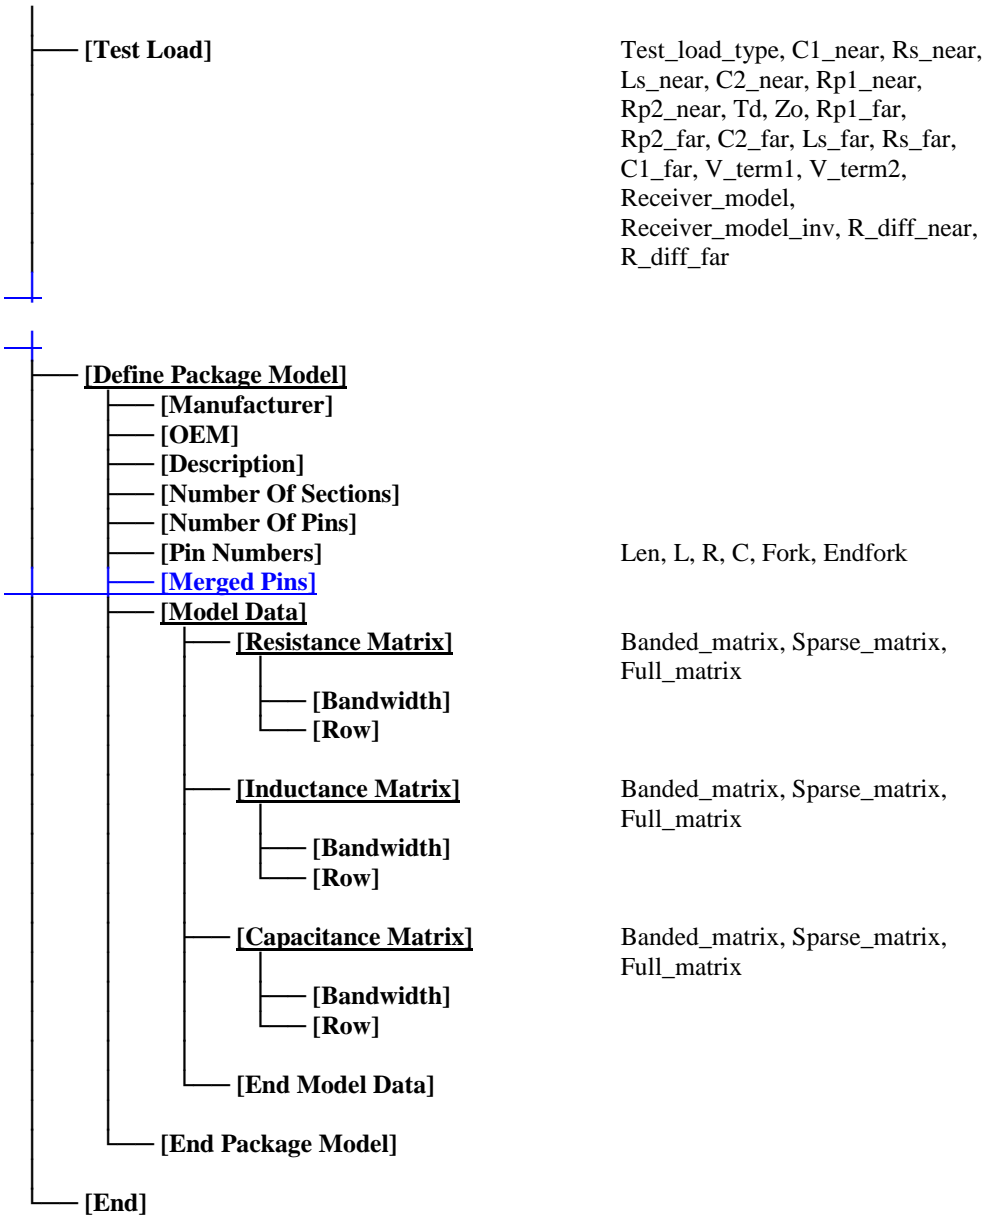 [Test Load] Test_load_type, C1_near, Rs_near,
Ls_near, C2_near, Rp1_near,
Rp2_near, Td, Zo, Rp1_far,
Rp2_far, C2_far, Ls_far, Rs_far,
C1_far, V_term1, V_term2,
Receiver_model,
Receiver_model_inv, R_diff_near,
R_diff_far
[Define Package Model]
[Manufacturer]
[OEM]
[Description]
[Number Of Sections]
[Number Of Pins]
[Pin Numbers] Len, L, R, C, Fork, Endfork
[Merged Pins]
[Model Data]
[Resistance Matrix] Banded_matrix, Sparse_matrix,
Full_matrix
[Bandwidth]
[Row]
[Inductance Matrix] Banded_matrix, Sparse_matrix,
Full_matrix
[Bandwidth]
[Row]
[Capacitance Matrix] Banded_matrix, Sparse_matrix,
Full_matrix
[Bandwidth]
[Row]
[End Model Data]
[End Package Model]
[End]